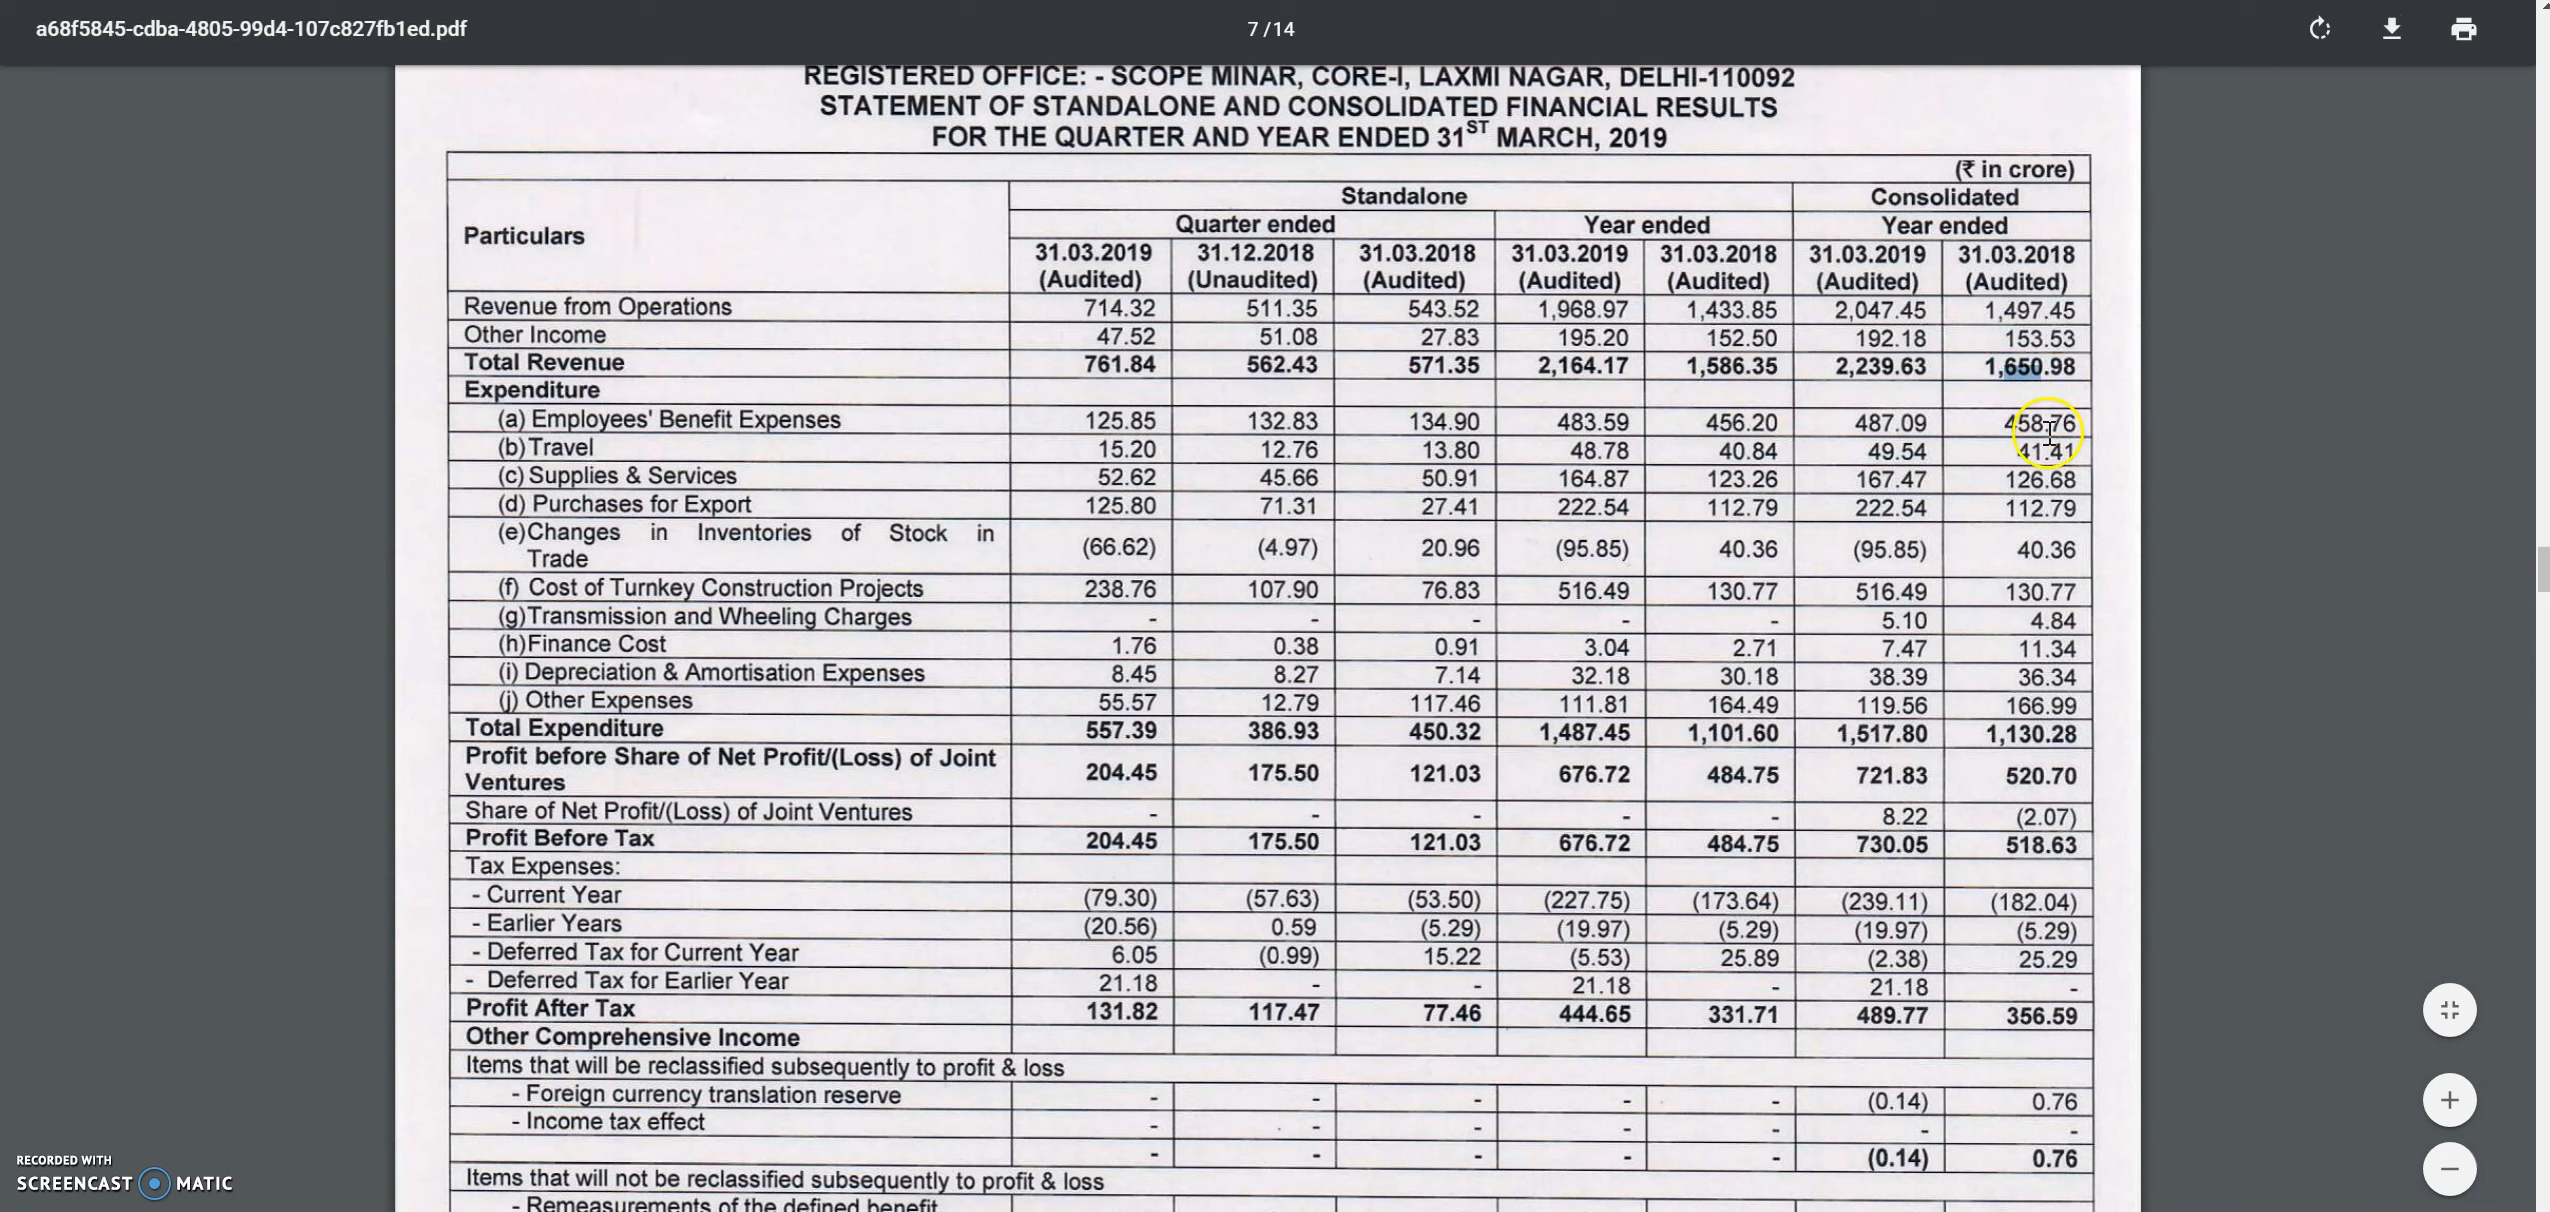 a68f5845-cdba-4805-99d4-107c827fb1ed.pdf
7 / 14
REGISTERED OFFICE: - SCOPE MINAR, CORE-I, LAXMI NAGAR, DELHI-110092
STATEMENT OF STANDALONE AND CONSOLIDATED FINANCIAL RESULTS
FOR THE QUARTER AND YEAR ENDED 31ST MARCH, 2019
(₹ in crore)
Particulars Standalone Consolidated
Quarter ended Year ended Year ended
31.03.2019 31.12.2018 31.03.2018 31.03.2019 31.03.2018 31.03.2019 31.03.2018
(Audited) (Unaudited) (Audited) (Audited) (Audited) (Audited) (Audited)
Revenue from Operations 714.32 511.35 543.52 1,968.97 1,433.85 2,047.45 1,497.45
Other Income 47.52 51.08 27.83 195.20 152.50 192.18 153.53
Total Revenue 761.84 562.43 571.35 2,164.17 1,586.35 2,239.63 1,650.98
Expenditure
(a) Employees' Benefit Expenses 125.85 132.83 134.90 483.59 456.20 487.09 458.76
(b) Travel 15.20 12.76 13.80 48.78 40.84 49.54 41.41
(c) Supplies & Services 52.62 45.66 50.91 164.87 123.26 167.47 126.68
(d) Purchases for Export 125.80 71.31 27.41 222.54 112.79 222.54 112.79
(e)Changes in Inventories of Stock in
Trade (66.62) (4.97) 20.96 (95.85) 40.36 (95.85) 40.36
(f) Cost of Turnkey Construction Projects 238.76 107.90 76.83 516.49 130.77 516.49 130.77
(g)Transmission and Wheeling Charges - - - - - 5.10 4.84
(h)Finance Cost 1.76 0.38 0.91 3.04 2.71 7.47 11.34
(i) Depreciation & Amortisation Expenses 8.45 8.27 7.14 32.18 30.18 38.39 36.34
(j) Other Expenses 55.57 12.79 117.46 111.81 164.49 119.56 166.99
Total Expenditure 557.39 386.93 450.32 1,487.45 1,101.60 1,517.80 1,130.28
Profit before Share of Net Profit/(Loss) of Joint
Ventures 204.45 175.50 121.03 676.72 484.75 721.83 520.70
Share of Net Profit/(Loss) of Joint Ventures - - - - - 8.22 (2.07)
Profit Before Tax 204.45 175.50 121.03 676.72 484.75 730.05 518.63
Tax Expenses:
- Current Year (79.30) (57.63) (53.50) (227.75) (173.64) (239.11) (182.04)
- Earlier Years (20.56) 0.59 (5.29) (19.97) (5.29) (19.97) (5.29)
- Deferred Tax for Current Year 6.05 (0.99) 15.22 (5.53) 25.89 (2.38) 25.29
- Deferred Tax for Earlier Year 21.18 - - 21.18 - 21.18 -
Profit After Tax 131.82 117.47 77.46 444.65 331.71 489.77 356.59
Other Comprehensive Income
Items that will be reclassified subsequently to profit & loss
- Foreign currency translation reserve - - - - - (0.14) 0.76
- Income tax effect - - - - - - -
- - - - - (0.14) 0.76
Items that will not be reclassified subsequently to profit & loss
- Remeasurements of the defined benefit
RECORDED WITH
SCREENCAST MATIC